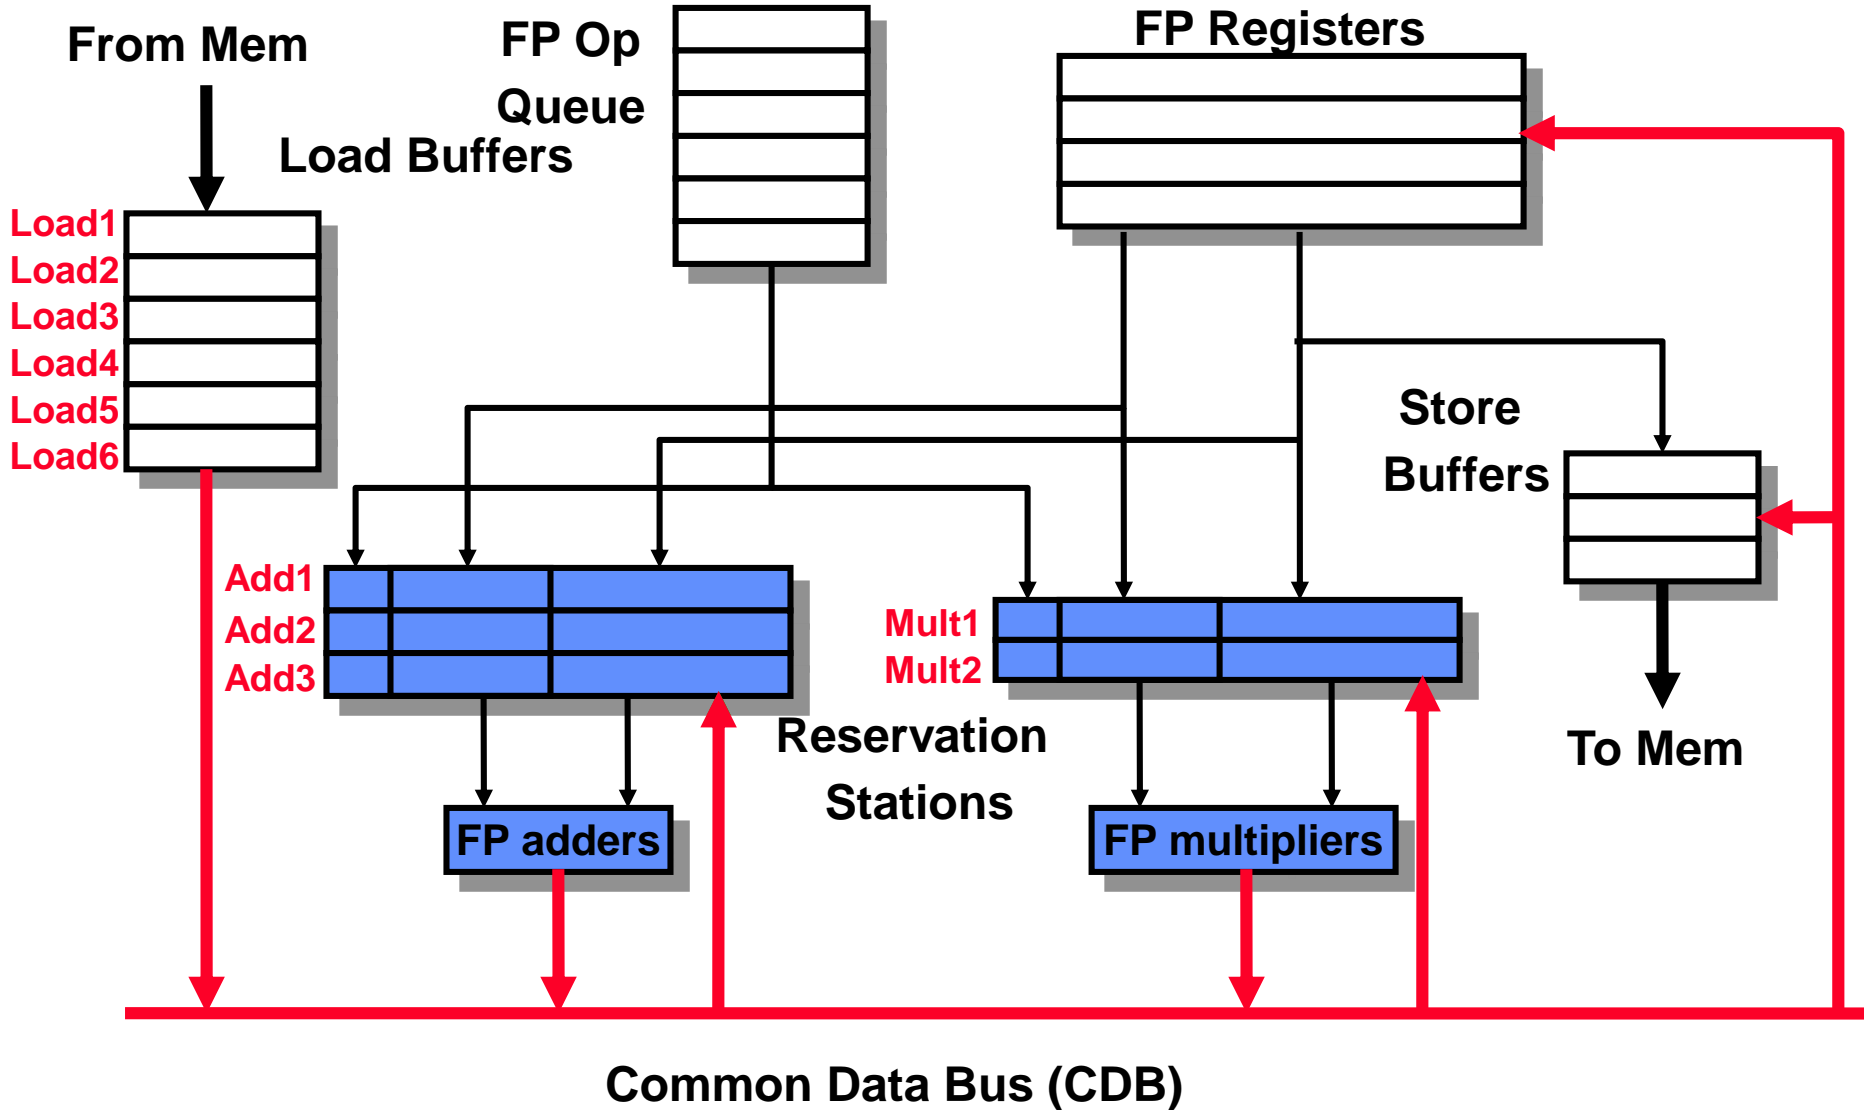 From Mem
FP Op
Queue
FP Registers
Load Buffers
Load1
Load2
Load3
Load4
Load5
Load6
Store
Buffers
Add1
Add2
Add3
Mult1
Mult2
Reservation
Stations
To Mem
FP adders
FP multipliers
Common Data Bus (CDB)